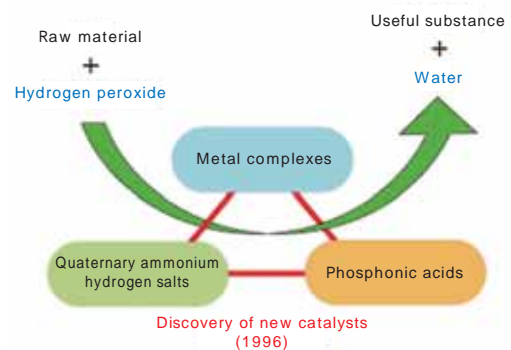 Raw material
+
Hydrogen peroxide
Useful substance
+
Water
Metal complexes
Quaternary ammonium
hydrogen salts
Phosphonic acids
Discovery of new catalysts
(1996)